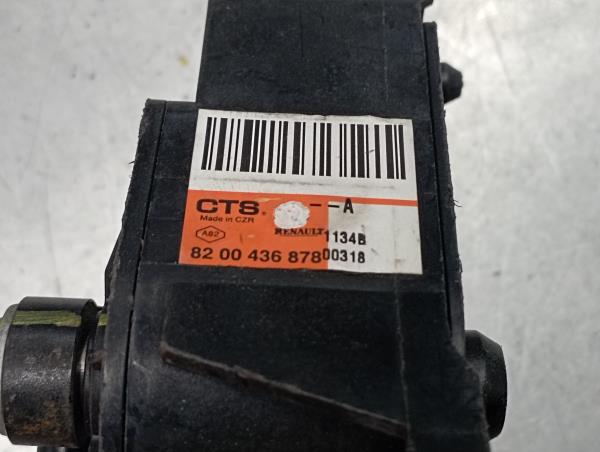 CTS. --A
Made in CZR
A82 RENAULT 1134B
82 00 436 878 00318